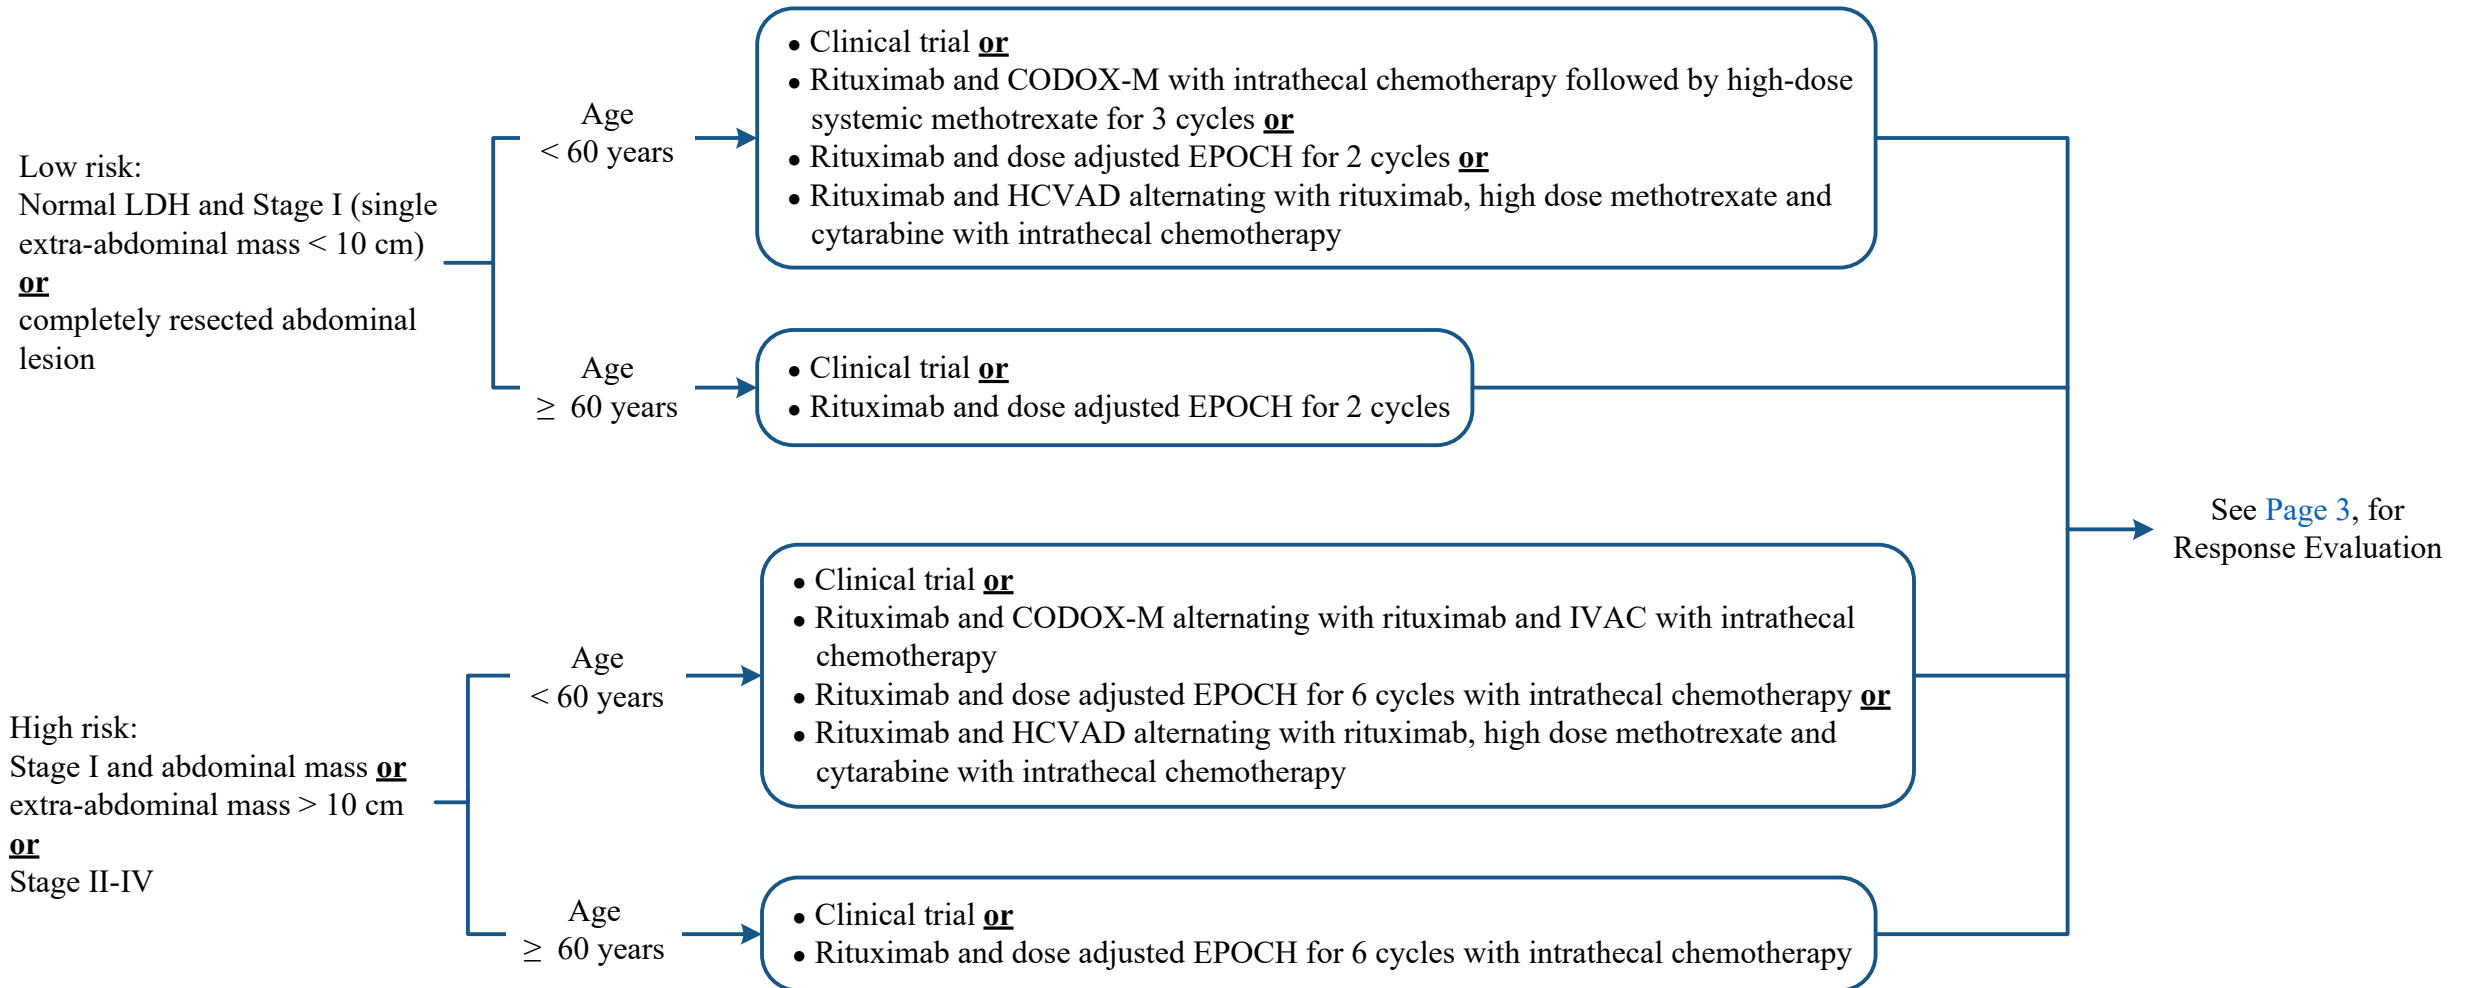 Low risk:
Normal LDH and Stage I (single
extra-abdominal mass < 10 cm)
or
completely resected abdominal
lesion
Age
< 60 years
• Clinical trial or
• Rituximab and CODOX-M with intrathecal chemotherapy followed by high-dose
systemic methotrexate for 3 cycles or
• Rituximab and dose adjusted EPOCH for 2 cycles or
• Rituximab and HCVAD alternating with rituximab, high dose methotrexate and
cytarabine with intrathecal chemotherapy
Age
≥ 60 years
• Clinical trial or
• Rituximab and dose adjusted EPOCH for 2 cycles
High risk:
Stage I and abdominal mass or
extra-abdominal mass > 10 cm
or
Stage II-IV
Age
< 60 years
• Clinical trial or
• Rituximab and CODOX-M alternating with rituximab and IVAC with intrathecal
chemotherapy
• Rituximab and dose adjusted EPOCH for 6 cycles with intrathecal chemotherapy or
• Rituximab and HCVAD alternating with rituximab, high dose methotrexate and
cytarabine with intrathecal chemotherapy
Age
≥ 60 years
• Clinical trial or
• Rituximab and dose adjusted EPOCH for 6 cycles with intrathecal chemotherapy
See Page 3, for
Response Evaluation